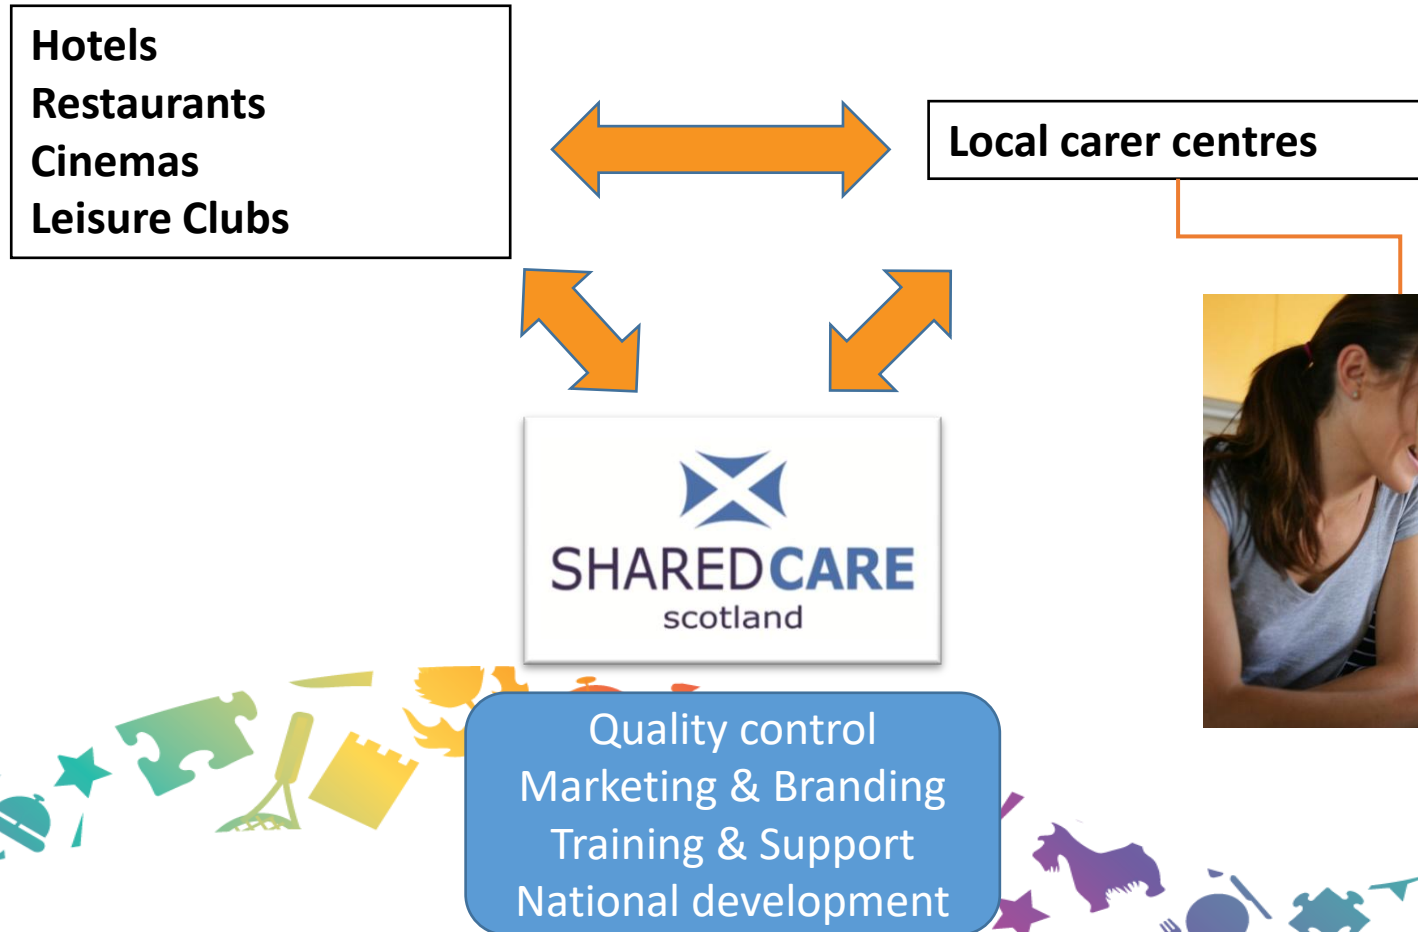 Hotels
Restaurants
Cinemas
Leisure Clubs
Local carer centres
SHAREDCARE
scotland
Quality control
Marketing & Branding
Training & Support
National development